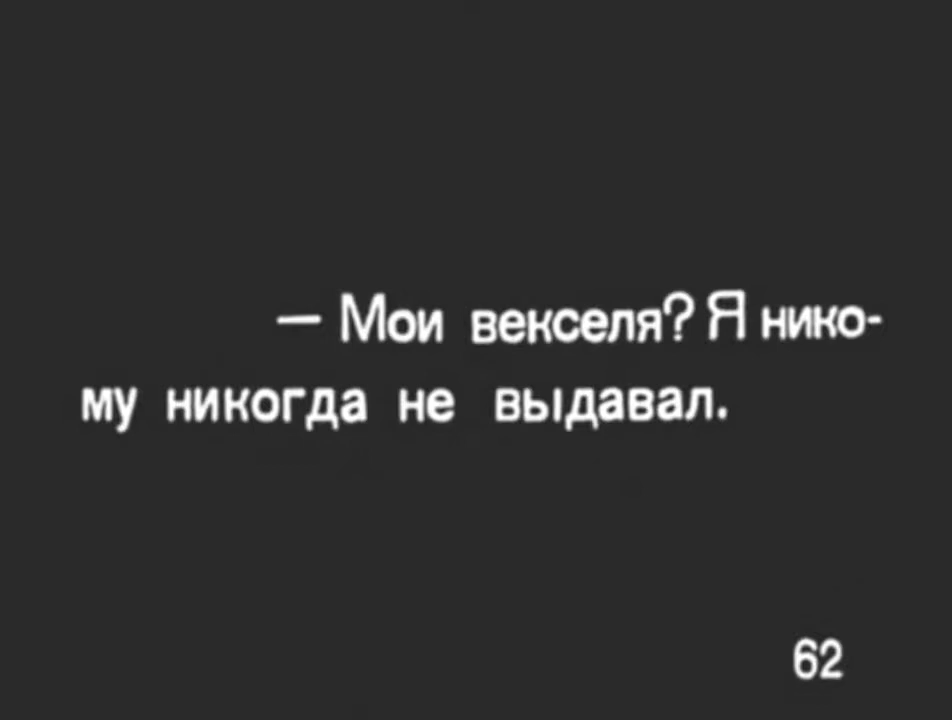 — Мои векселя? Я нико-
му никогда не выдавал.
62